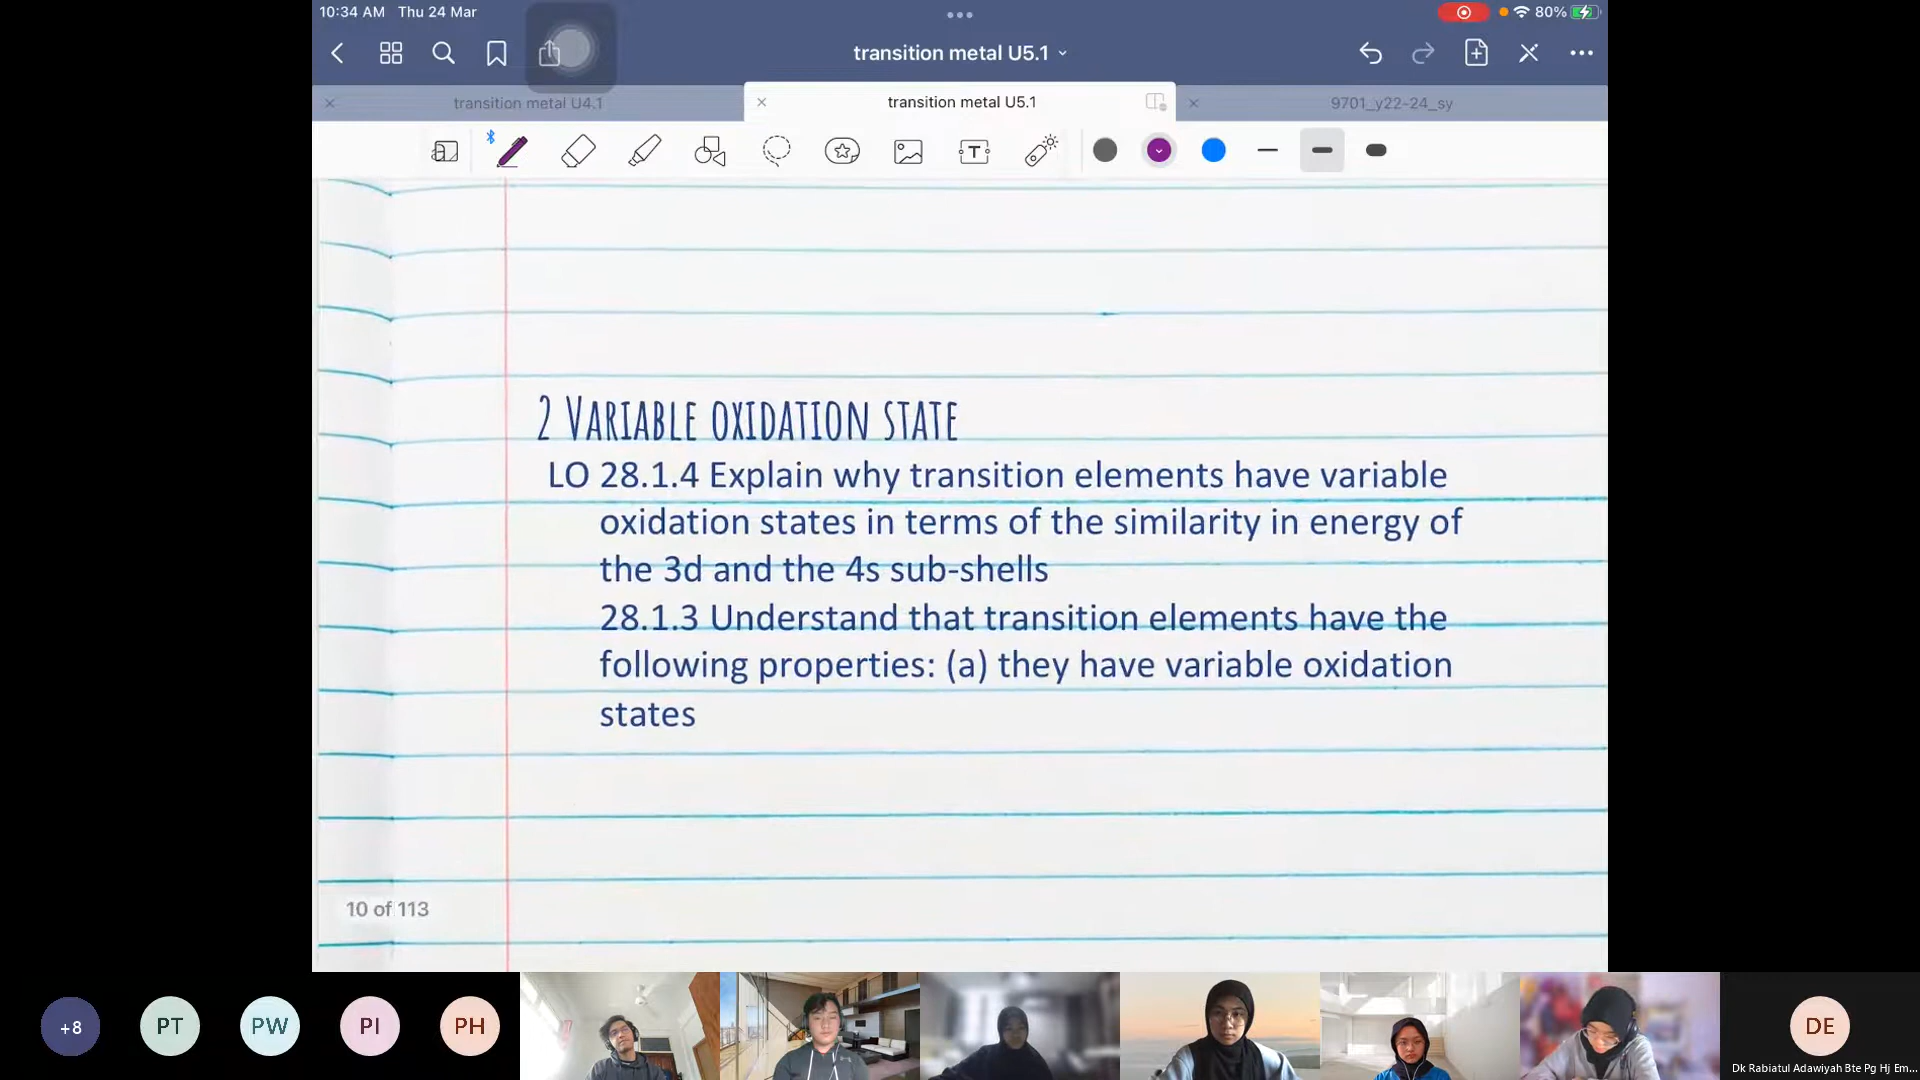 10:34 AM Thu 24 Mar
80%
transition metal U5.1
transition metal U4.1
transition metal U5.1
9701_y22-24_sy
a
T
2 VARIABLE OXIDATION STATE
LO 28.1.4 Explain why transition elements have variable
oxidation states in terms of the similarity in energy of
the 3d and the 4s sub-shells
28.1.3 Understand that transition elements have the
following properties: (a) they have variable oxidation
states
10 of 113
+8
PT
PW
PI
PH
DE
Dk Rabiatul Adawiyah Bte Pg Hj Em...